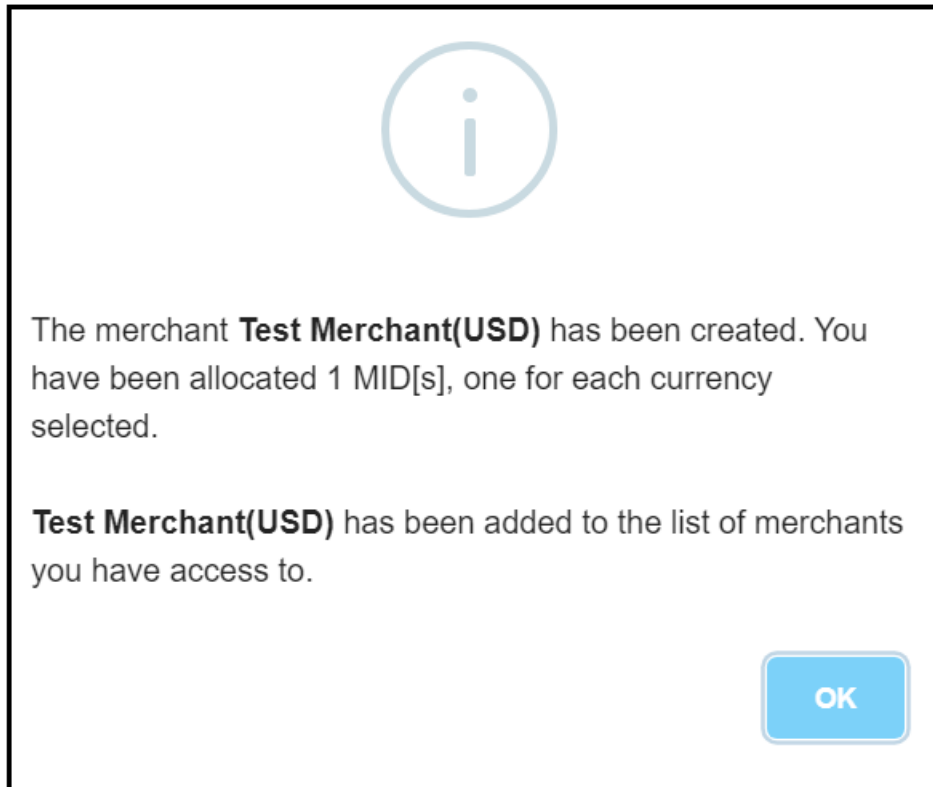 The merchant Test Merchant(USD) has been created. You
have been allocated 1 MID[s], one for each currency
selected.
Test Merchant(USD) has been added to the list of merchants
you have access to.
OK